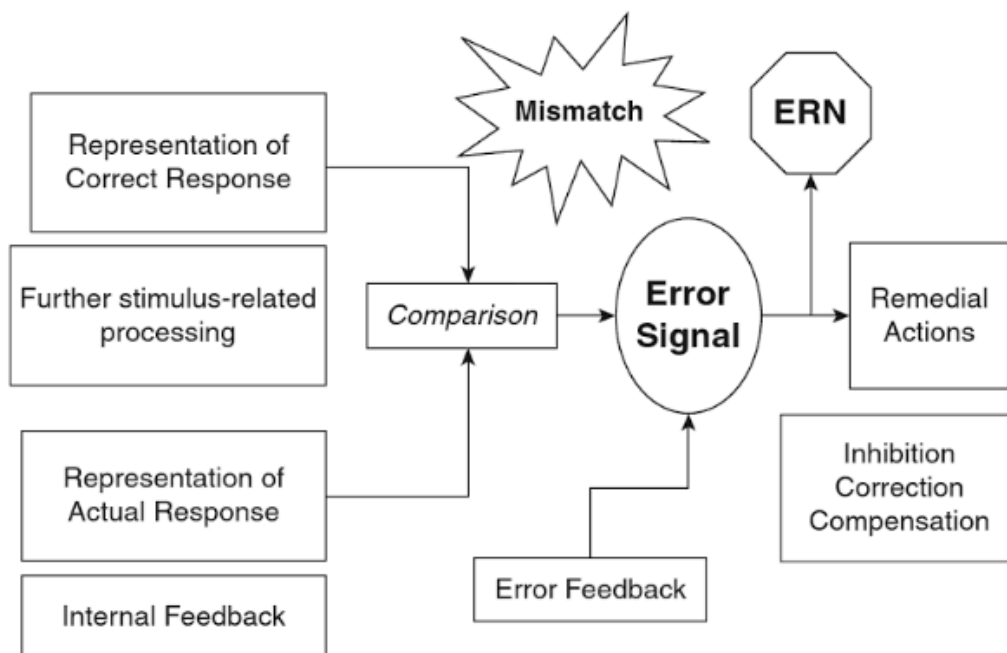 Mismatch
ERN
Representation of
Correct Response
Further stimulus-related
processing
Comparison
Error
Signal
Remedial
Actions
Representation of
Actual Response
Inhibition
Correction
Compensation
Error Feedback
Internal Feedback